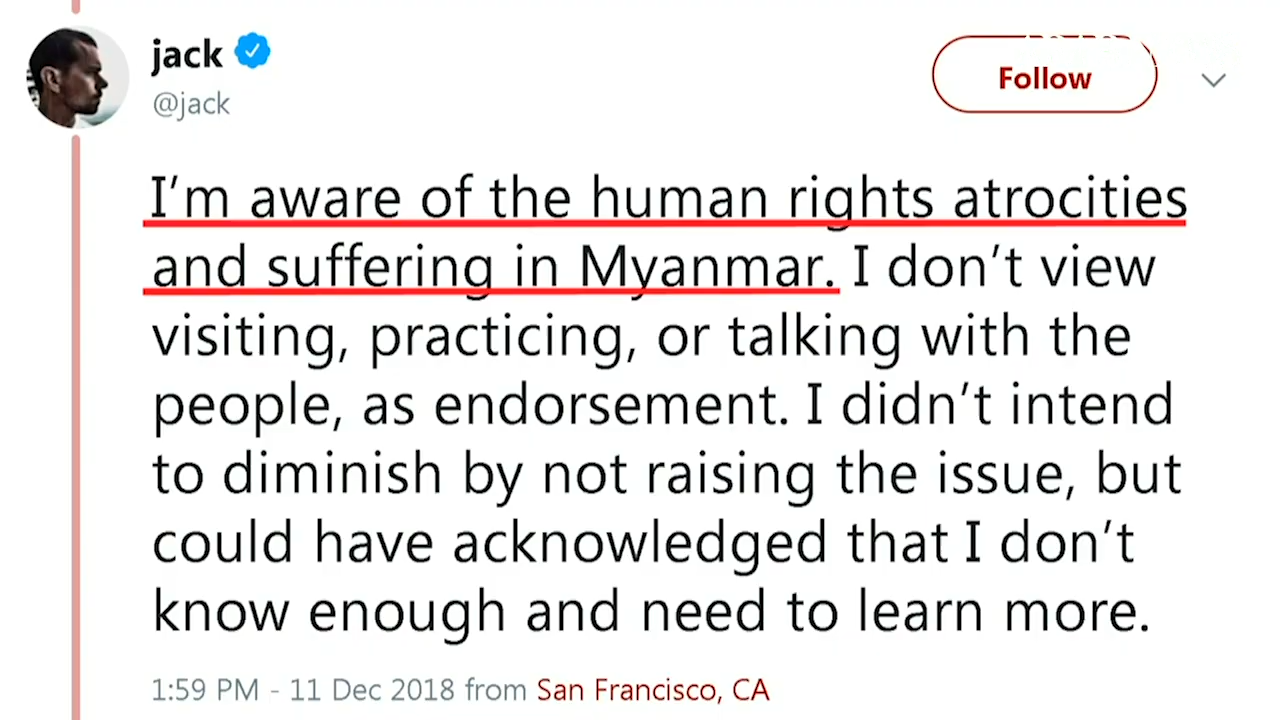 jack
@jack
Follow
I’m aware of the human rights atrocities
and suffering in Myanmar. I don’t view
visiting, practicing, or talking with the
people, as endorsement. I didn’t intend
to diminish by not raising the issue, but
could have acknowledged that I don’t
know enough and need to learn more.
1:59 PM - 11 Dec 2018 from San Francisco, CA